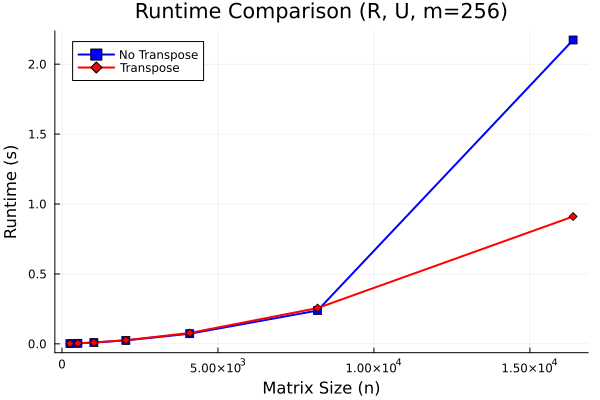 Runtime Comparison (R, U, m=256)
No Transpose
Transpose
Runtime (s)
2.0
1.5
1.0
0.5
0.0
0
5.00×10³
1.00×10⁴
1.50×10⁴
Matrix Size (n)